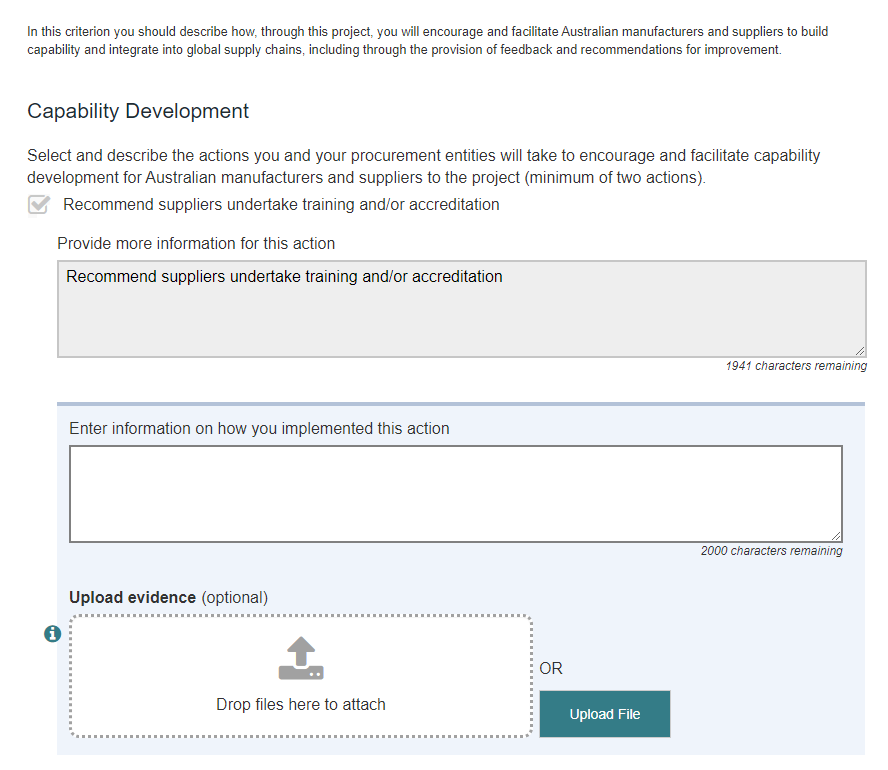 In this criterion you should describe how, through this project, you will encourage and facilitate Australian manufacturers and suppliers to build
capability and integrate into global supply chains, including through the provision of feedback and recommendations for improvement.
Capability Development
Select and describe the actions you and your procurement entities will take to encourage and facilitate capability
development for Australian manufacturers and suppliers to the project (minimum of two actions).
Recommend suppliers undertake training and/or accreditation
Provide more information for this action
Recommend suppliers undertake training and/or accreditation
1941 characters remaining
Enter information on how you implemented this action
2000 characters remaining
Upload evidence (optional)
Drop files here to attach
OR
Upload File